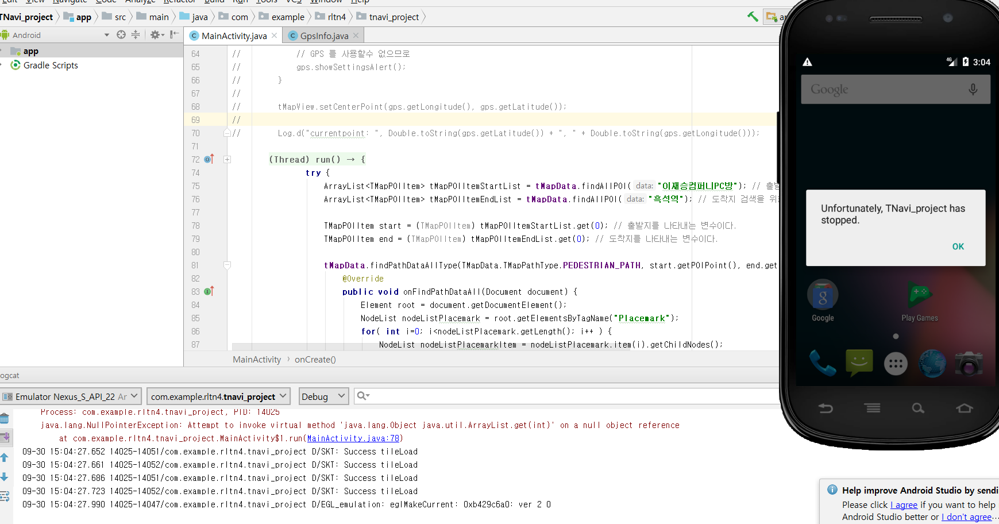 Edit View Navigate Code Analyze Refactor Build Run Tools VCS Window Help
TNavi_project app src main java com example rltn4 tnavi_project
Android
MainActivity.java GpsInfo.java
app
Gradle Scripts
64 // // GPS 를 사용할수 없으므로
65 // gps.showSettingsAlert();
66 // }
67 //
68 // tMapView.setCenterPoint(gps.getLongitude(), gps.getLatitude());
69 //
70 // Log.d("currentpoint: ", Double.toString(gps.getLatitude()) + ", " + Double.toString(gps.getLongitude()));
71
72 (Thread) run() → {
74 try {
75 ArrayList<TMapPOIItem> tMapPOIItemStartList = tMapData.findAllPOI( data: "이재승컴퍼니PC방"); // 출발
76 ArrayList<TMapPOIItem> tMapPOIItemEndList = tMapData.findAllPOI( data: "흑석역"); // 도착지 검색을 위
77
78 TMapPOIItem start = (TMapPOIItem) tMapPOIItemStartList.get(0); // 출발지를 나타내는 변수이다.
79 TMapPOIItem end = (TMapPOIItem) tMapPOIItemEndList.get(0); // 도착지를 나타내는 변수이다.
80
81 tMapData.findPathDataAllType(TMapData.TMapPathType.PEDESTRIAN_PATH, start.getPOIPoint(), end.get
82 @Override
83 public void onFindPathDataAll(Document document) {
84 Element root = document.getDocumentElement();
85 NodeList nodeListPlacemark = root.getElementsByTagName("Placemark");
86 for( int i=0; i<nodeListPlacemark.getLength(); i++ ) {
87 NodeList nodeListPlacemarkItem = nodeListPlacemark.item(i).getChildNodes();
MainActivity › onCreate()
4G 3:04
Google
Unfortunately, TNavi_project has
stopped.
OK
Google Play Games
ogcat
Emulator Nexus_S_API_22 Ar com.example.rltn4.tnavi_project Debug
Process: com.example.rltn4.tnavi_project, PID: 14025
java.lang.NullPointerException: Attempt to invoke virtual method 'java.lang.Object java.util.ArrayList.get(int)' on a null object reference
at com.example.rltn4.tnavi_project.MainActivity$1.run(MainActivity.java:78)
09-30 15:04:27.652 14025-14051/com.example.rltn4.tnavi_project D/SKT: Success tileLoad
09-30 15:04:27.661 14025-14052/com.example.rltn4.tnavi_project D/SKT: Success tileLoad
09-30 15:04:27.686 14025-14051/com.example.rltn4.tnavi_project D/SKT: Success tileLoad
09-30 15:04:27.723 14025-14052/com.example.rltn4.tnavi_project D/SKT: Success tileLoad
09-30 15:04:27.990 14025-14047/com.example.rltn4.tnavi_project D/EGL_emulation: eglMakeCurrent: 0xb429c6a0: ver 2 0
Help improve Android Studio by sendi
Please click I agree if you want to help
Android Studio better or I don't agree...